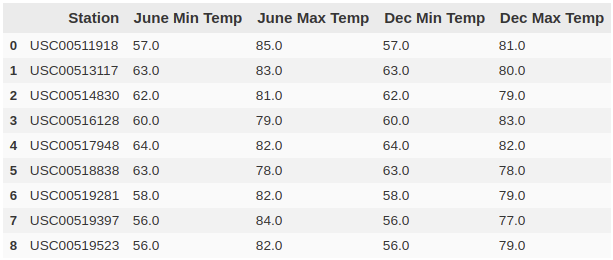 Station June Min Temp June Max Temp Dec Min Temp Dec Max Temp
0 USC00511918 57.0 85.0 57.0 81.0
1 USC00513117 63.0 83.0 63.0 80.0
2 USC00514830 62.0 81.0 62.0 79.0
3 USC00516128 60.0 79.0 60.0 83.0
4 USC00517948 64.0 82.0 64.0 82.0
5 USC00518838 63.0 78.0 63.0 78.0
6 USC00519281 58.0 82.0 58.0 79.0
7 USC00519397 56.0 84.0 56.0 77.0
8 USC00519523 56.0 82.0 56.0 79.0